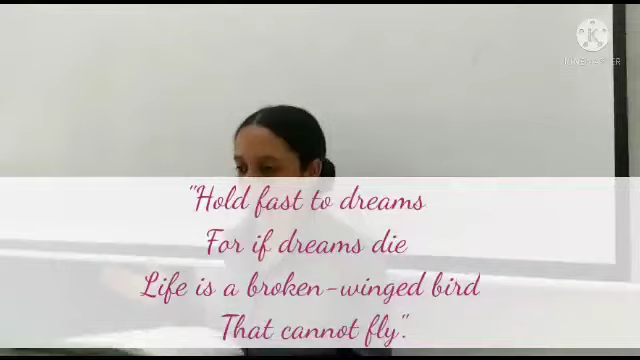 K
"Hold fast to dreams
For if dreams die
Life is a broken-winged bird
That cannot fly".